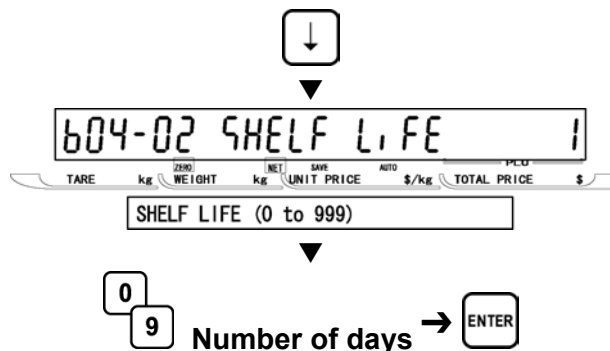 ↓
▼
b04-02 SHELF LiFE 1
ZERO NET SAVE AUTO PLU
TARE kg WEIGHT kg UNIT PRICE $/kg TOTAL PRICE $
SHELF LIFE (0 to 999)
▼
0
9 Number of days → ENTER